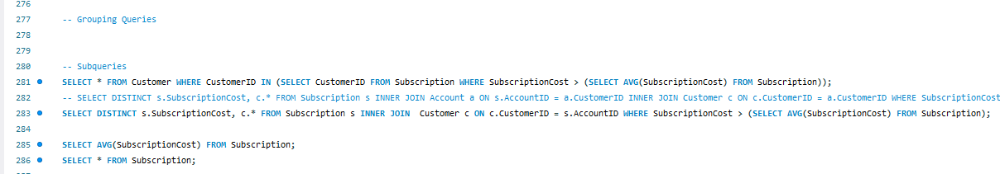 276
277 -- Grouping Queries
278
279
280 -- Subqueries
281 SELECT * FROM Customer WHERE CustomerID IN (SELECT CustomerID FROM Subscription WHERE SubscriptionCost > (SELECT AVG(SubscriptionCost) FROM Subscription));
282 -- SELECT DISTINCT s.SubscriptionCost, c.* FROM Subscription s INNER JOIN Account a ON s.AccountID = a.CustomerID INNER JOIN Customer c ON c.CustomerID = a.CustomerID WHERE SubscriptionCost
283 SELECT DISTINCT s.SubscriptionCost, c.* FROM Subscription s INNER JOIN  Customer c ON c.CustomerID = s.AccountID WHERE SubscriptionCost > (SELECT AVG(SubscriptionCost) FROM Subscription);
284
285 SELECT AVG(SubscriptionCost) FROM Subscription;
286 SELECT * FROM Subscription;